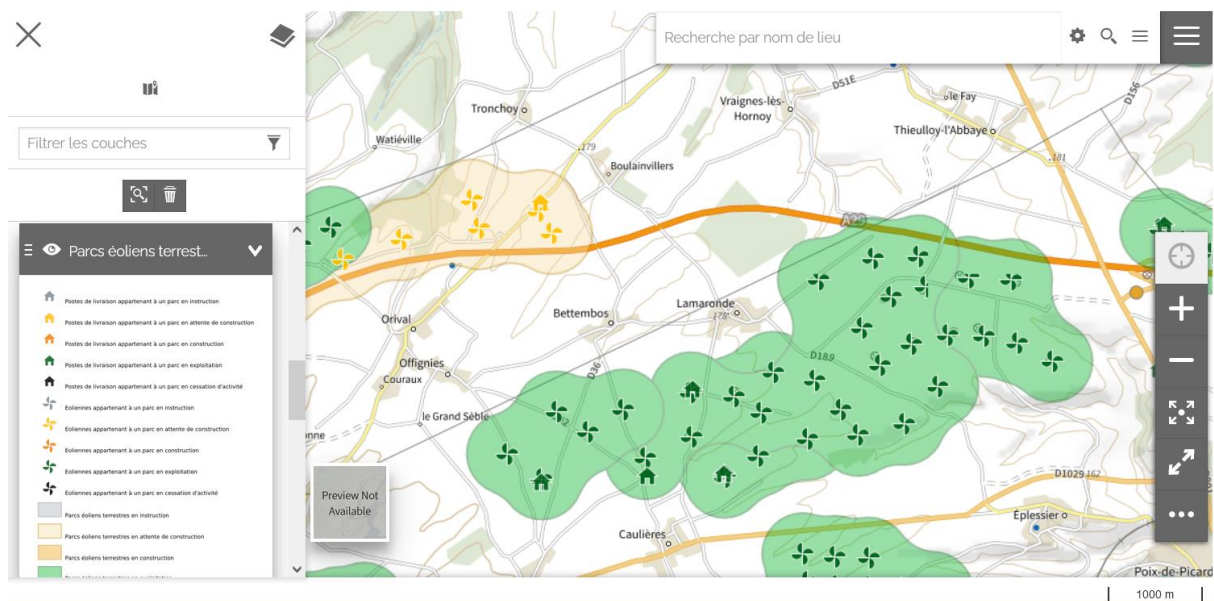 Recherche par nom de lieu
Filtrer les couches
Parcs éoliens terrest...
Postes de livraison appartenant à un parc en instruction
Postes de livraison appartenant à un parc en attente de construction
Postes de livraison appartenant à un parc en construction
Postes de livraison appartenant à un parc en exploitation
Postes de livraison appartenant à un parc en cessation d'activité
Eoliennes appartenant à un parc en instruction
Eoliennes appartenant à un parc en attente de construction
Eoliennes appartenant à un parc en construction
Eoliennes appartenant à un parc en exploitation
Eoliennes appartenant à un parc en cessation d'activité
Parcs éoliens terrestres en instruction
Parcs éoliens terrestres en attente de construction
Parcs éoliens terrestres en construction
Preview Not
Available
D51E
D156
le Fay
Tronchoy
Vraignes-lès-
Hornoy
Thieulloy-l'Abbaye
Watiéville
.179
Boulainvillers
.181
A29
Lamaronde
178
Bettembos
Orival
D189
Offignies
D36
Couraux
le Grand Sèble
nne
D1029
162
Éplessier
Caulières
Poix-de-Picard
1000 m